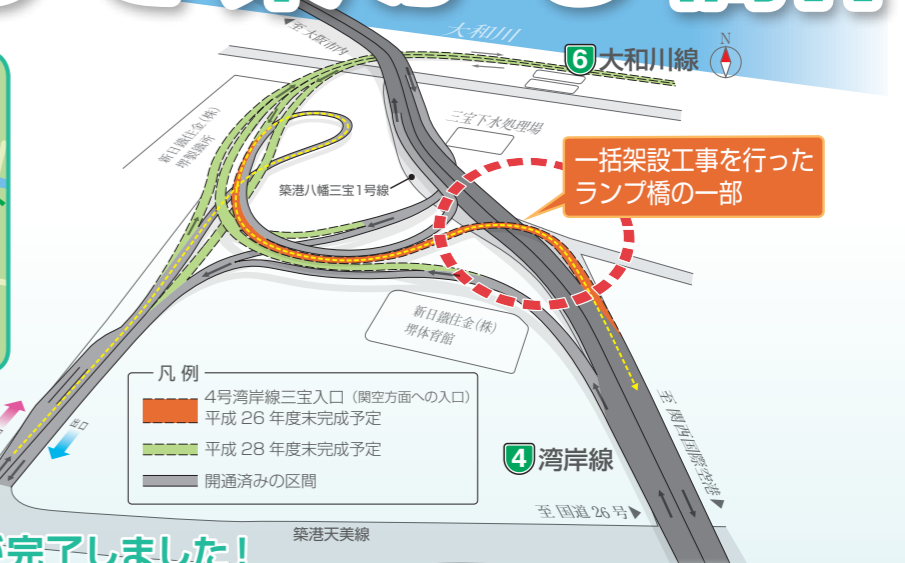 至大阪市内
大和川
6 大和川線
N
三宝下水処理場
新日鐵住金(株)
堺製鐵所
築港八幡三宝1号線
一括架設工事を行った
ランプ橋の一部
新日鐵住金(株)
堺体育館
凡例
4号湾岸線三宝入口（関空方面への入口）
平成 26 年度末完成予定
平成 28 年度末完成予定
開通済みの区間
出口
4 湾岸線
至 関西国際空港
至 国道 26 号▶
築港天美線
完了しました！